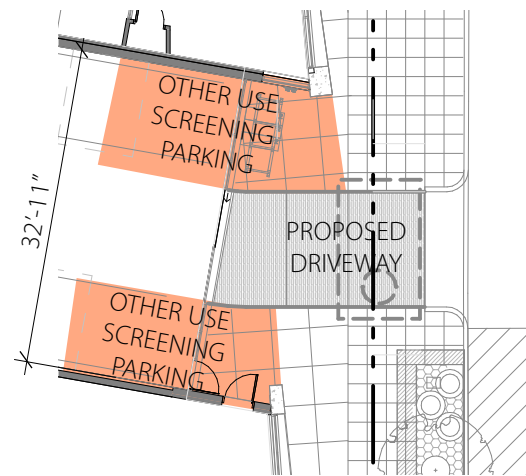 OTHER USE
SCREENING
PARKING
32'-11"
PROPOSED
DRIVEWAY
OTHER USE
SCREENING
PARKING